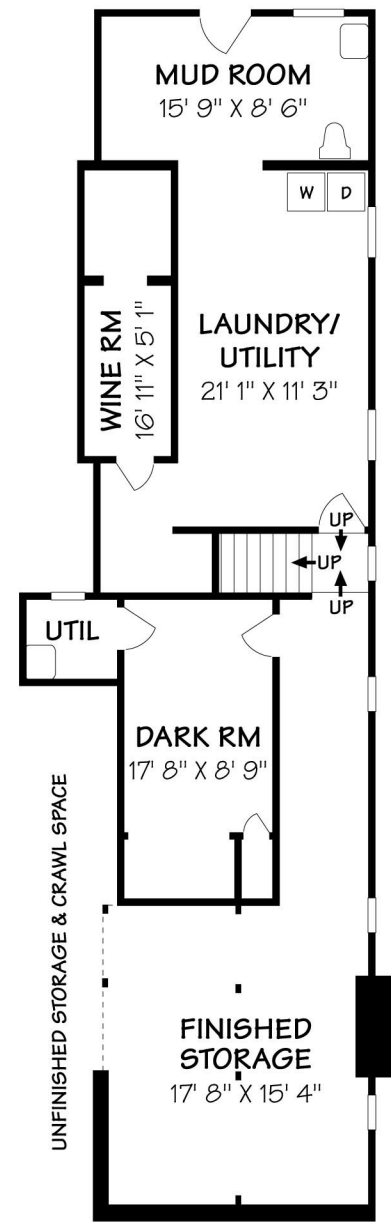 MUD ROOM
15' 9" X 8' 6"
W D
WINE RM
16' 11" X 5' 1"
LAUNDRY/
UTILITY
21' 1" X 11' 3"
UP
UP
UP
UTIL
DARK RM
17' 8" X 8' 9"
UNFINISHED STORAGE & CRAWL SPACE
FINISHED
STORAGE
17' 8" X 15' 4"